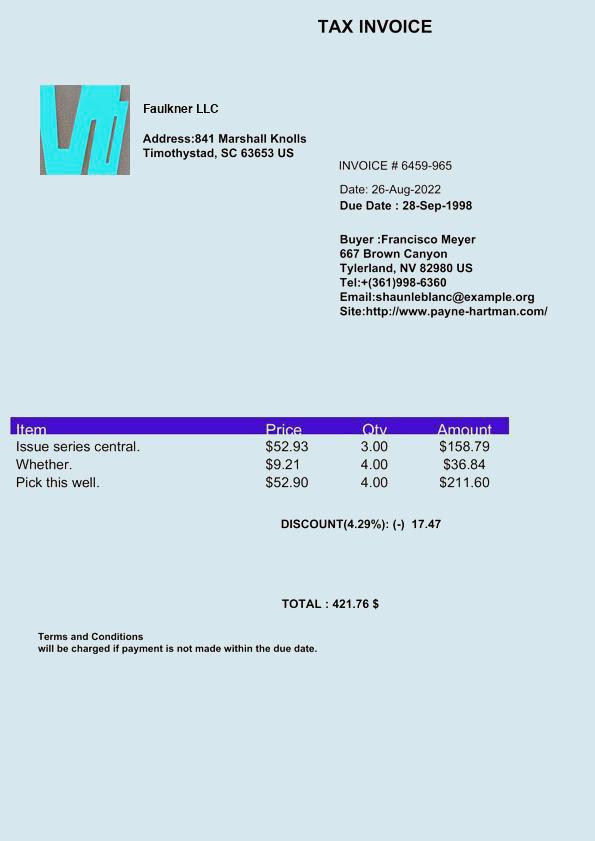 TAX INVOICE
Faulkner LLC
Address:841 Marshall Knolls
Timothystad, SC 63653 US
INVOICE # 6459-965
Date: 26-Aug-2022
Due Date : 28-Sep-1998
Buyer :Francisco Meyer
667 Brown Canyon
Tylerland, NV 82980 US
Tel:+(361)998-6360
Email:shaunleblanc@example.org
Site:http://www.payne-hartman.com/
Item Price Qty Amount
Issue series central. $52.93 3.00 $158.79
Whether. $9.21 4.00 $36.84
Pick this well. $52.90 4.00 $211.60
DISCOUNT(4.29%): (-) 17.47
TOTAL : 421.76 $
Terms and Conditions
will be charged if payment is not made within the due date.